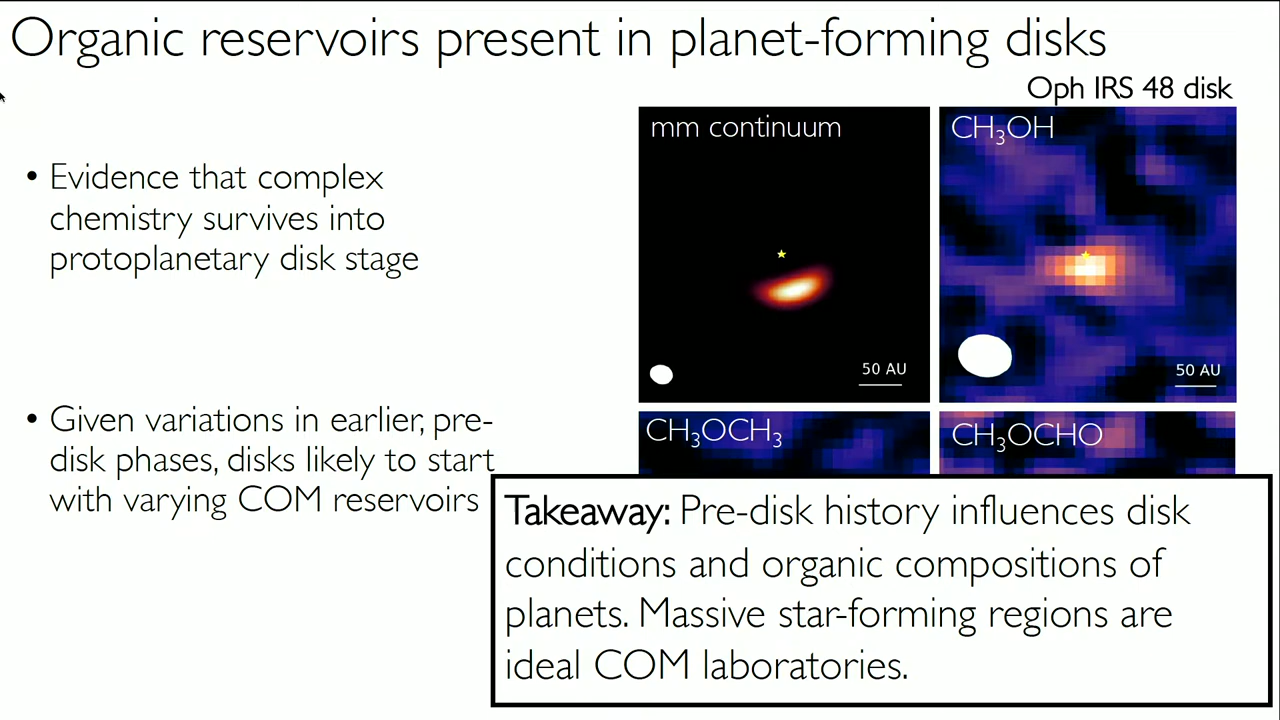 Organic reservoirs present in planet-forming disks
Oph IRS 48 disk
• Evidence that complex
chemistry survives into
protoplanetary disk stage
• Given variations in earlier, pre-
disk phases, disks likely to start
with varying COM reservoirs
mm continuum
50 AU
CH₃OH
50 AU
CH₃OCH₃
CH₃OCHO
Takeaway: Pre-disk history influences disk
conditions and organic compositions of
planets. Massive star-forming regions are
ideal COM laboratories.